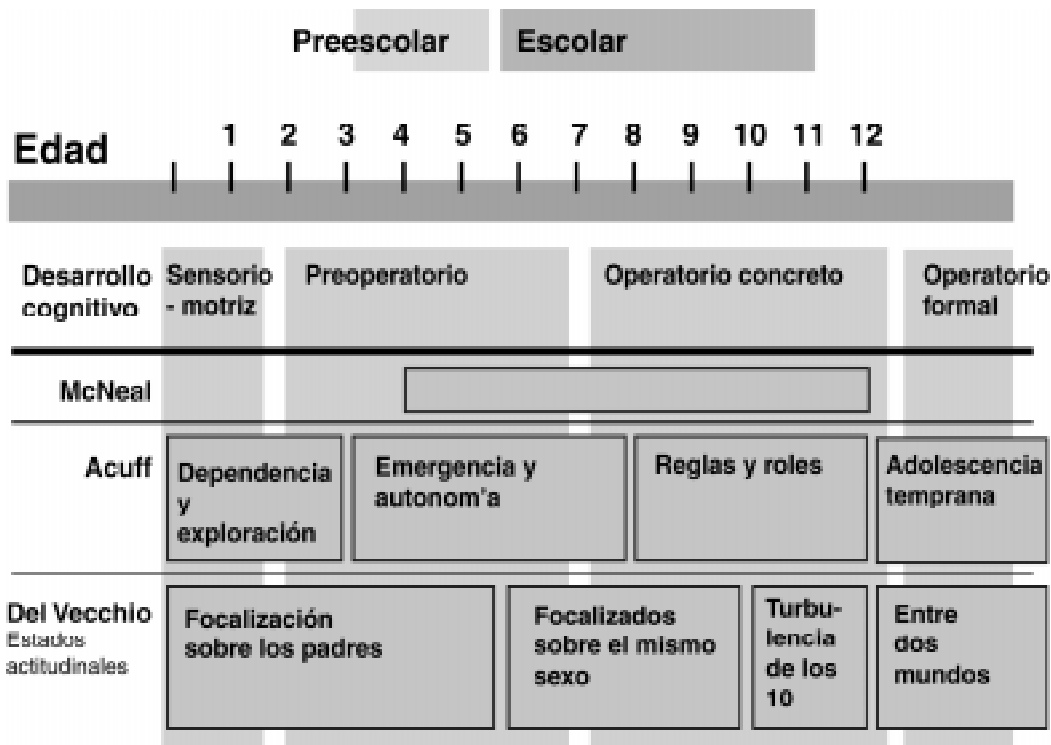 Preescolar Escolar
Edad 1 2 3 4 5 6 7 8 9 10 11 12
Desarrollo
cognitivo
Sensorio
- motriz
Preoperatorio
Operatorio concreto
Operatorio
formal
McNeal
Acuff
Dependencia
y
exploración
Emergencia y
autonom'a
Reglas y roles
Adolescencia
temprana
Del Vecchio
Estados
actitudinales
Focalización
sobre los padres
Focalizados
sobre el mismo
sexo
Turbu-
lencia
de los
10
Entre
dos
mundos